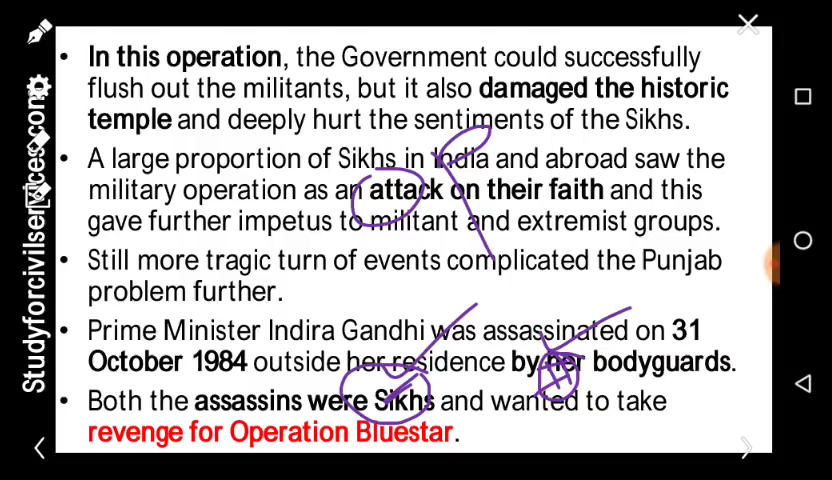 • In this operation, the Government could successfully
flush out the militants, but it also damaged the historic
temple and deeply hurt the sentiments of the Sikhs.
• A large proportion of Sikhs in India and abroad saw the
military operation as an attack on their faith and this
gave further impetus to militant and extremist groups.
• Still more tragic turn of events complicated the Punjab
problem further.
• Prime Minister Indira Gandhi was assassinated on 31
October 1984 outside her residence by her bodyguards.
• Both the assassins were Sikhs and wanted to take
revenge for Operation Bluestar.
Studyforcivilservices.com